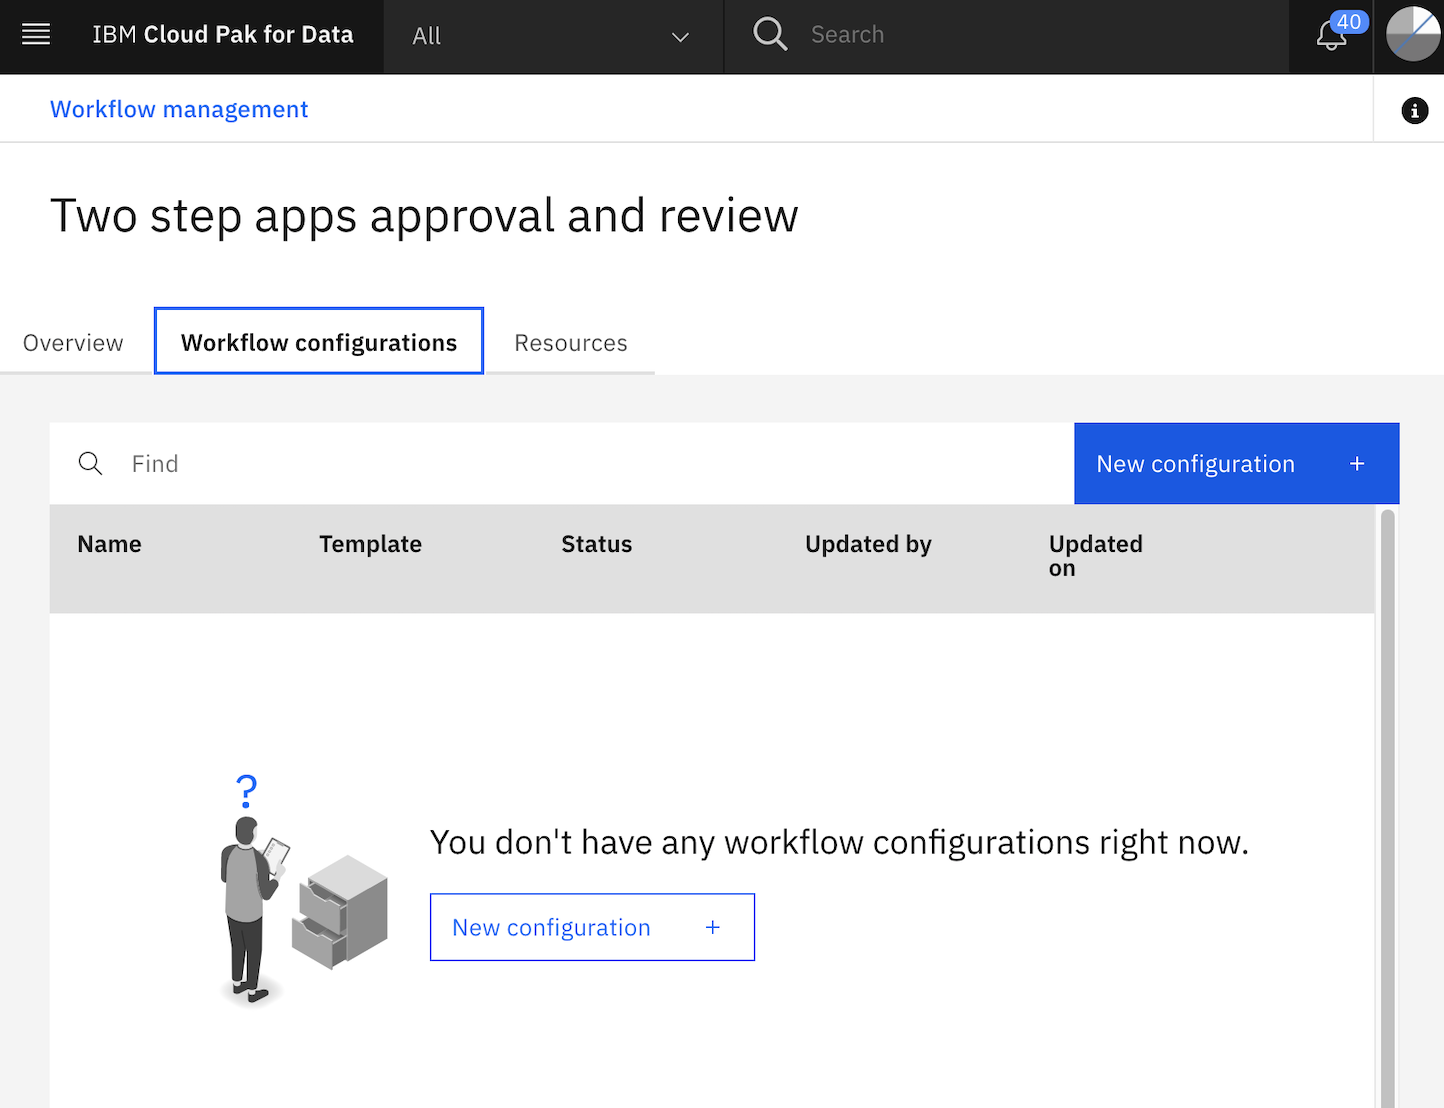 IBM Cloud Pak for Data
All
Search
40
Workflow management
Two step apps approval and review
Overview
Workflow configurations
Resources
Find
New configuration +
Name
Template
Status
Updated by
Updated
on
?
You don't have any workflow configurations right now.
New configuration +